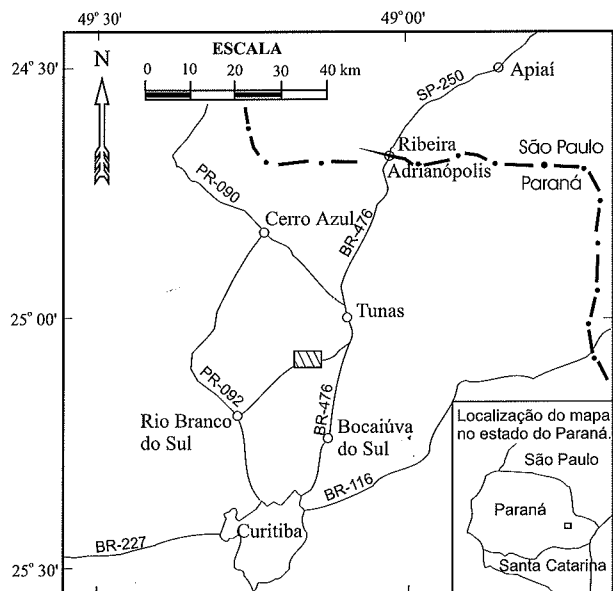 49° 30'
49° 00'
24° 30'
25° 00'
25° 30'
N
ESCALA
0 10 20 30 40 km
Apiaí
SP-250
Ribeira
Adrianópolis
São Paulo
Paraná
PR-090
Cerro Azul
BR-476
Tunas
PR-092
Rio Branco
do Sul
BR-476
Bocaiúva
do Sul
BR-116
Curitiba
BR-227
Localização do mapa
no estado do Paraná.
São Paulo
Paraná
Santa Catarina